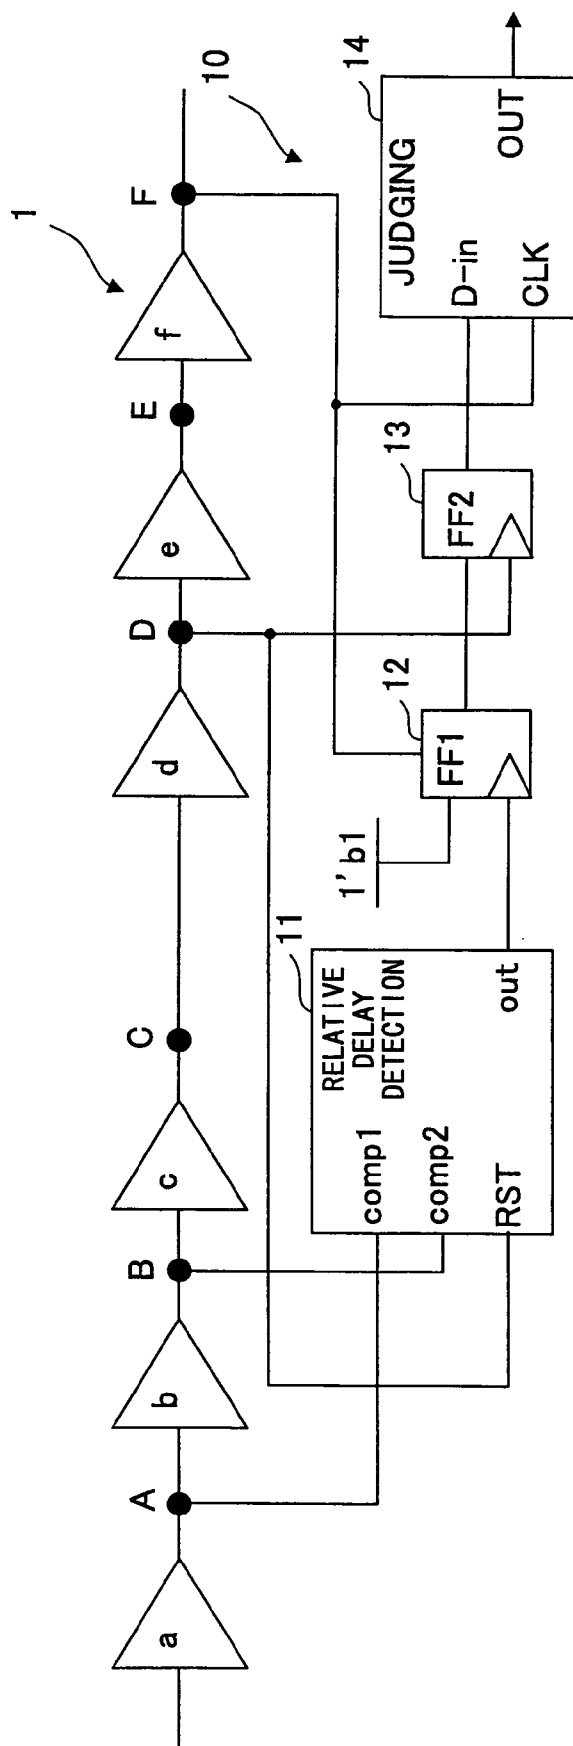 1
10
A
B
C
D
E
F
a
b
c
d
e
f
11
RELATIVE
DELAY
DETECTION
comp1
comp2
RST
out
1'b1
12
FF1
13
FF2
14
JUDGING
D-in
CLK
OUT